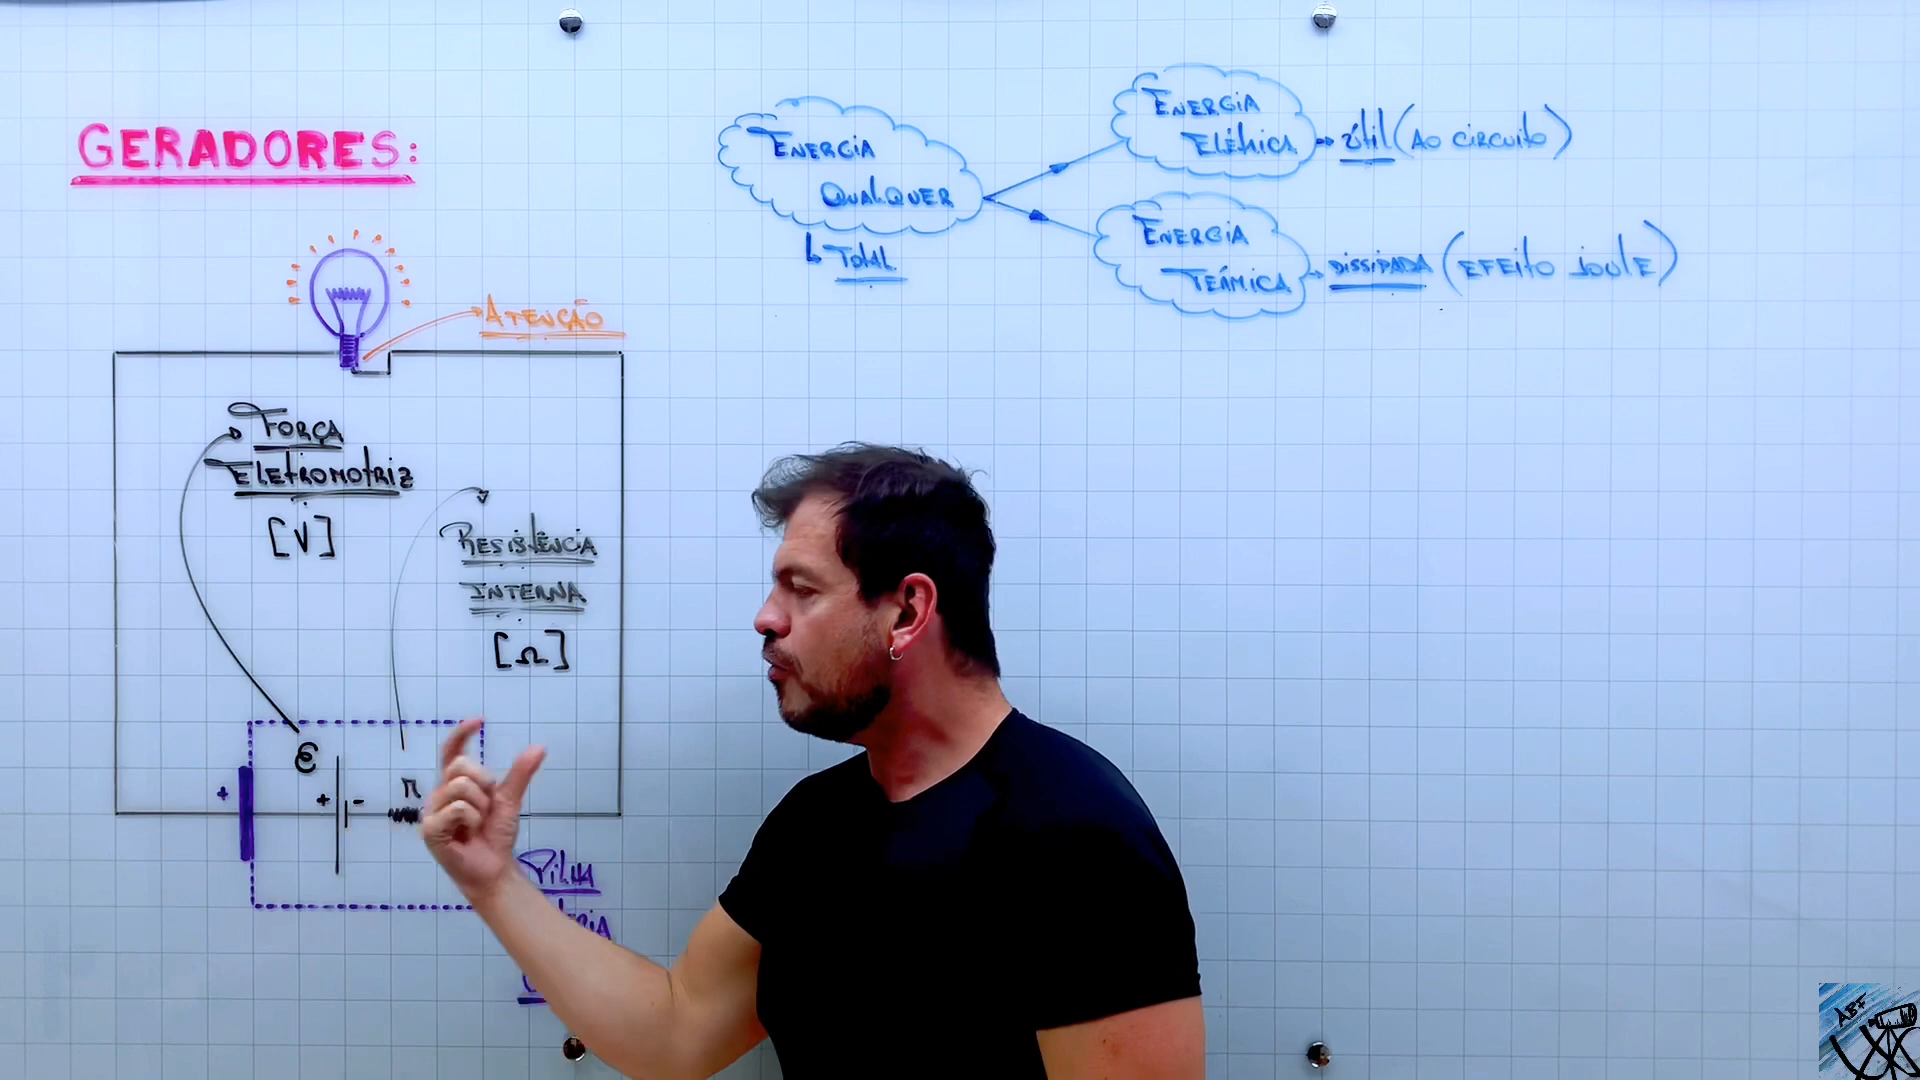 GERADORES:
ENERGIA
QUALQUER
↳ TOTAL
ENERGIA
ELÉTRICA → útil (AO CIRCUITO)
ENERGIA
TÉRMICA → DISSIPADA (EFEITO JOULE)
ATENÇÃO
FORÇA
ELETROMOTRIZ
[V]
RESISTÊNCIA
INTERNA
[Ω]
ε
r
+
+ -
PILHA
ABF